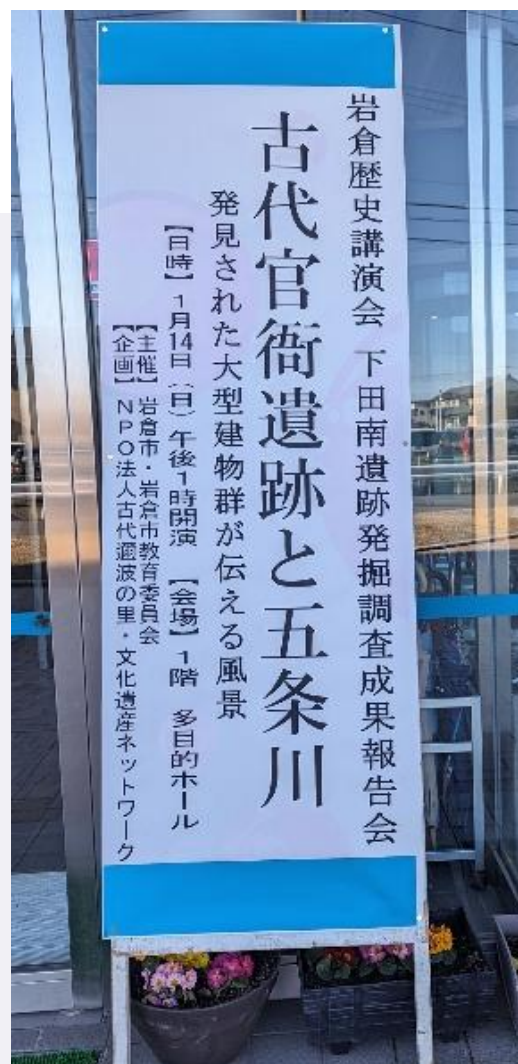 岩倉歴史講演会 下田南遺跡発掘調査成果報告会
古代官衙遺跡と五条川
発見された大型建物群が伝える風景
【日時】1月14日(日)午後1時開演 【会場】1階 多目的ホール
【主催】岩倉市・岩倉市教育委員会
【企画】NPO法人古代邇波の里・文化遺産ネットワーク